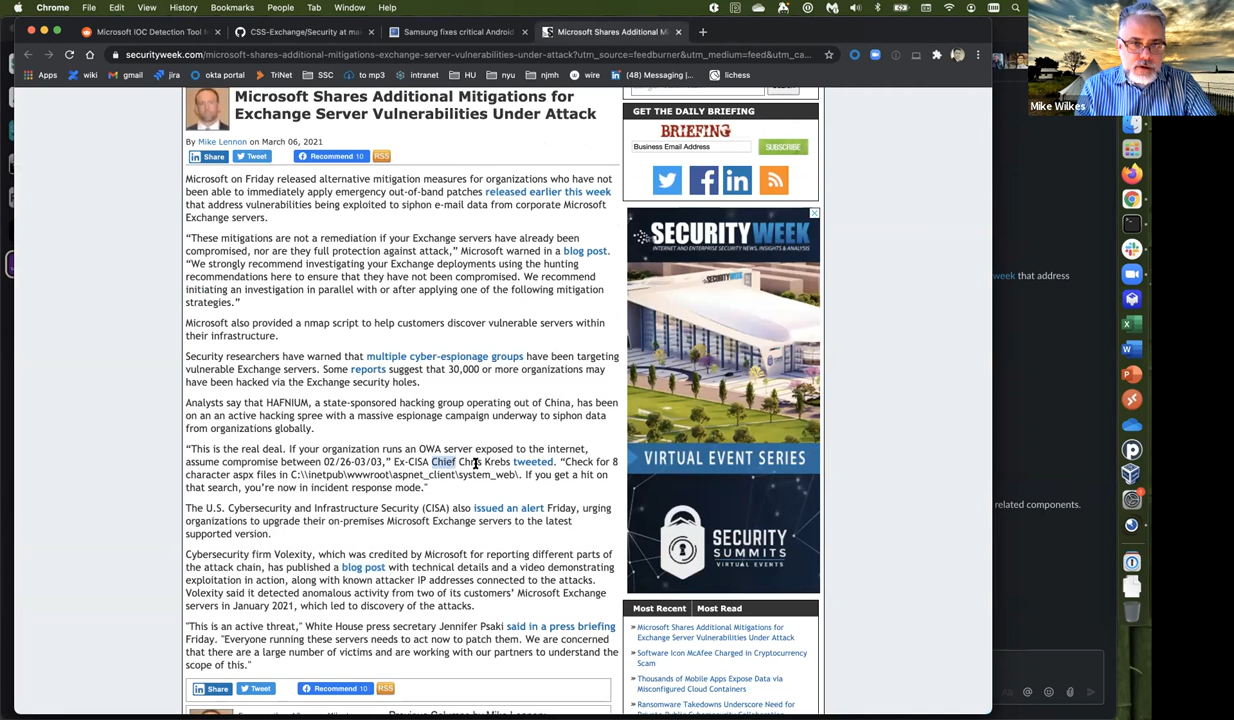 Chrome File Edit View History Bookmarks People Tab Window Help
Microsoft IOC Detection Tool f
CSS-Exchange/Security at ma
Samsung fixes critical Android
Microsoft Shares Additional Mi
securityweek.com/microsoft-shares-additional-mitigations-exchange-server-vulnerabilities-under-attack?utm_source=feedburner&utm_medium=feed&utm_ca...
Apps wiki gmail jira okta portal TriNet SSC to mp3 intranet HU nyu njmh wire (48) Messaging |... lichess
Mike Wilkes
Microsoft Shares Additional Mitigations for
Exchange Server Vulnerabilities Under Attack
By Mike Lennon on March 06, 2021
Share Tweet Recommend 10 RSS
Microsoft on Friday released alternative mitigation measures for organizations who have not
been able to immediately apply emergency out-of-band patches released earlier this week
that address vulnerabilities being exploited to siphon e-mail data from corporate Microsoft
Exchange servers.
“These mitigations are not a remediation if your Exchange servers have already been
compromised, nor are they full protection against attack,” Microsoft warned in a blog post.
“We strongly recommend investigating your Exchange deployments using the hunting
recommendations here to ensure that they have not been compromised. We recommend
initiating an investigation in parallel with or after applying one of the following mitigation
strategies.”
Microsoft also provided a nmap script to help customers discover vulnerable servers within
their infrastructure.
Security researchers have warned that multiple cyber-espionage groups have been targeting
vulnerable Exchange servers. Some reports suggest that 30,000 or more organizations may
have been hacked via the Exchange security holes.
Analysts say that HAFNIUM, a state-sponsored hacking group operating out of China, has been
on an an active hacking spree with a massive espionage campaign underway to siphon data
from organizations globally.
“This is the real deal. If your organization runs an OWA server exposed to the internet,
assume compromise between 02/26-03/03,” Ex-CISA Chief Chris Krebs tweeted. “Check for 8
character aspx files in C:\\inetpub\wwwroot\aspnet_client\system_web\. If you get a hit on
that search, you’re now in incident response mode.”
The U.S. Cybersecurity and Infrastructure Security (CISA) also issued an alert Friday, urging
organizations to upgrade their on-premises Microsoft Exchange servers to the latest
supported version.
Cybersecurity firm Volexity, which was credited by Microsoft for reporting different parts of
the attack chain, has published a blog post with technical details and a video demonstrating
exploitation in action, along with known attacker IP addresses connected to the attacks.
Volexity said it detected anomalous activity from two of its customers’ Microsoft Exchange
servers in January 2021, which led to discovery of the attacks.
"This is an active threat," White House press secretary Jennifer Psaki said in a press briefing
Friday. "Everyone running these servers needs to act now to patch them. We are concerned
that there are a large number of victims and are working with our partners to understand the
scope of this."
Share Tweet Recommend 10 RSS
GET THE DAILY BRIEFING
BRIEFING
Business Email Address SUBSCRIBE
SECURITYWEEK
INTERNET AND ENTERPRISE SECURITY NEWS, INSIGHTS & ANALYSIS
VIRTUAL EVENT SERIES
SECURITY
SUMMITS
VIRTUAL EVENTS
Most Recent Most Read
Microsoft Shares Additional Mitigations for
Exchange Server Vulnerabilities Under Attack
Software Icon McAfee Charged in Cryptocurrency
Scam
Thousands of Mobile Apps Expose Data via
Misconfigured Cloud Containers
Ransomware Takedowns Underscore Need for
week that address
related components.